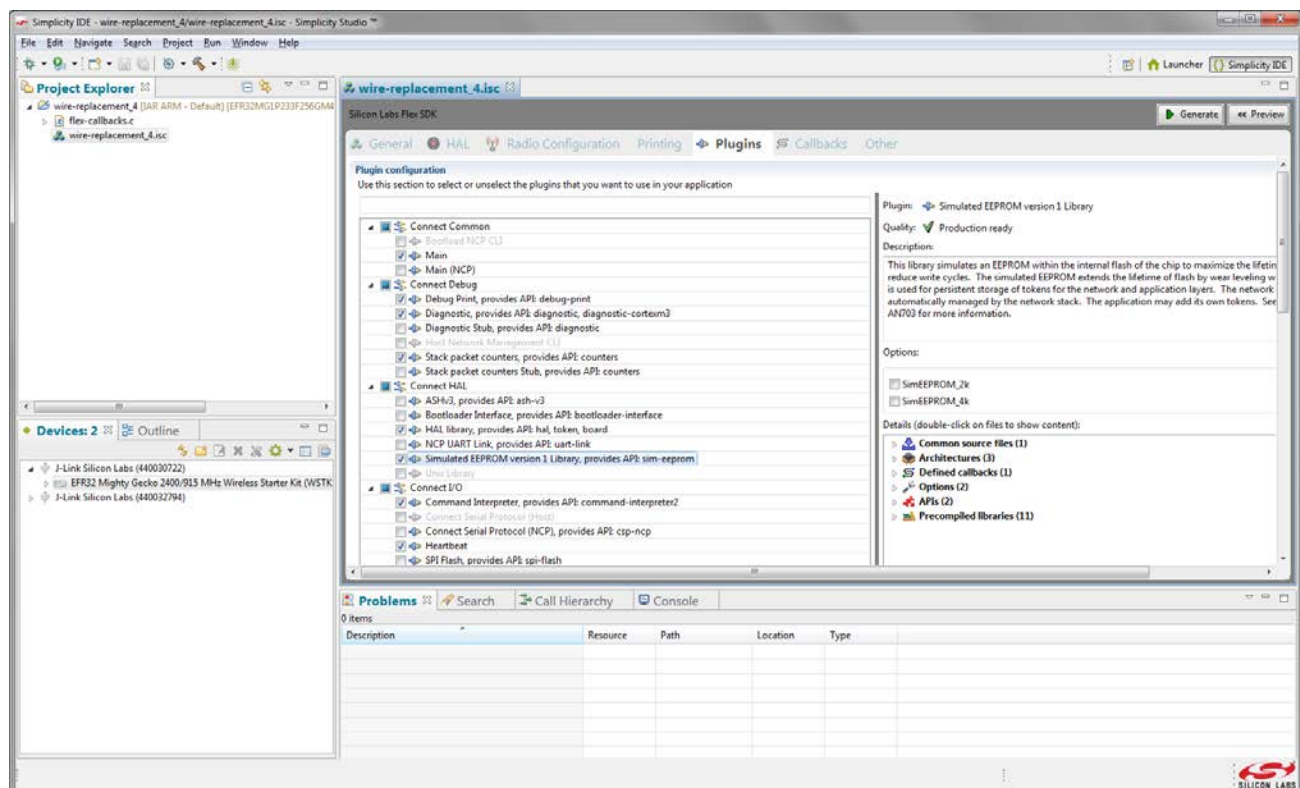 Simplicity IDE - wire-replacement_4/wire-replacement_4.isc - Simplicity Studio ™
File Edit Navigate Search Project Run Window Help
Launcher Simplicity IDE
Project Explorer
wire-replacement_4 [IAR ARM - Default] [EFR32MG1P233F256GM4
flex-callbacks.c
wire-replacement_4.isc
wire-replacement_4.isc
Silicon Labs Flex SDK
Generate Preview
General HAL Radio Configuration Printing Plugins Callbacks Other
Plugin configuration
Use this section to select or unselect the plugins that you want to use in your application
Connect Common
Bootload NCP CLI
Main
Main (NCP)
Connect Debug
Debug Print, provides API: debug-print
Diagnostic, provides API: diagnostic, diagnostic-cortexm3
Diagnostic Stub, provides API: diagnostic
Host Network Management CLI
Stack packet counters, provides API: counters
Stack packet counters Stub, provides API: counters
Connect HAL
ASHv3, provides API: ash-v3
Bootloader Interface, provides API: bootloader-interface
HAL library, provides API: hal, token, board
NCP UART Link, provides API: uart-link
Simulated EEPROM version 1 Library, provides API: sim-eeprom
Unix Library
Connect I/O
Command Interpreter, provides API: command-interpreter2
Connect Serial Protocol (Host)
Connect Serial Protocol (NCP), provides API: csp-ncp
Heartbeat
SPI Flash, provides API: spi-flash
Plugin: Simulated EEPROM version 1 Library
Quality: Production ready
Description:
This library simulates an EEPROM within the internal flash of the chip to maximize the lifetin
reduce write cycles. The simulated EEPROM extends the lifetime of flash by wear leveling w
is used for persistent storage of tokens for the network and application layers. The network
automatically managed by the network stack. The application may add its own tokens. See
AN703 for more information.
Options:
SimEEPROM_2k
SimEEPROM_4k
Details (double-click on files to show content):
Common source files (1)
Architectures (3)
Defined callbacks (1)
Options (2)
APIs (2)
Precompiled libraries (11)
Devices: 2 Outline
J-Link Silicon Labs (440030722)
EFR32 Mighty Gecko 2400/915 MHz Wireless Starter Kit (WSTK
J-Link Silicon Labs (440032794)
Problems Search Call Hierarchy Console
0 items
Description Resource Path Location Type
SILICON LABS